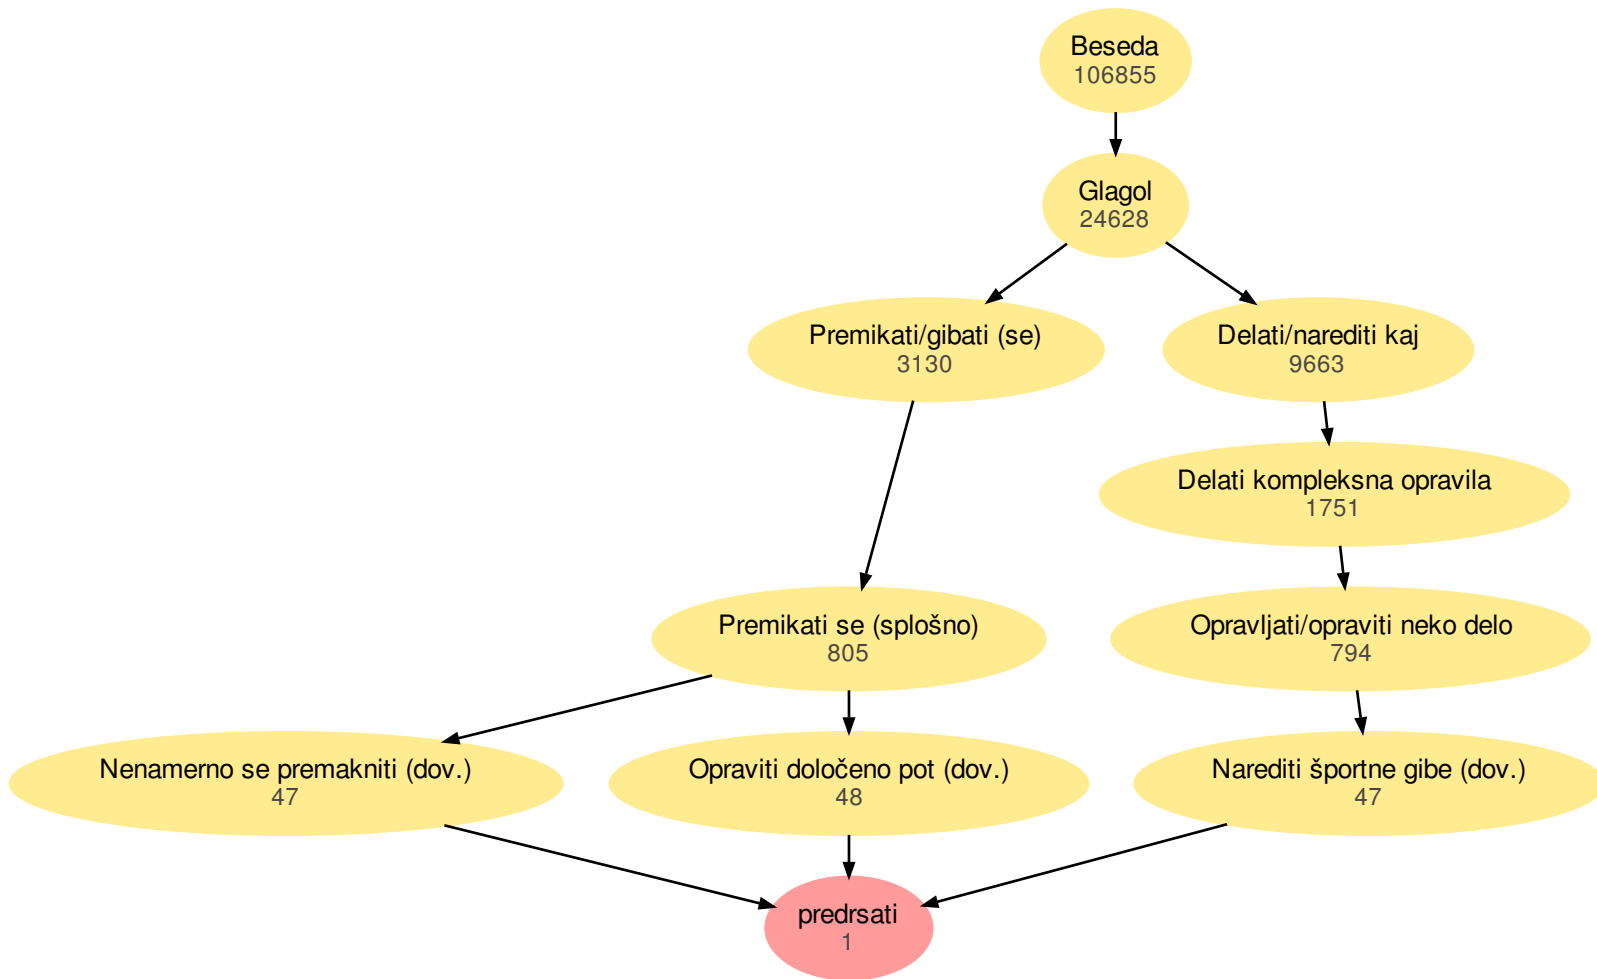 Beseda
106855
Glagol
24628
Premikati/gibati (se)
3130
Delati/narediti kaj
9663
Delati kompleksna opravila
1751
Premikati se (splošno)
805
Opravljati/opraviti neko delo
794
Nenamerno se premakniti (dov.)
47
Opraviti določeno pot (dov.)
48
Narediti športne gibe (dov.)
47
predrsati
1